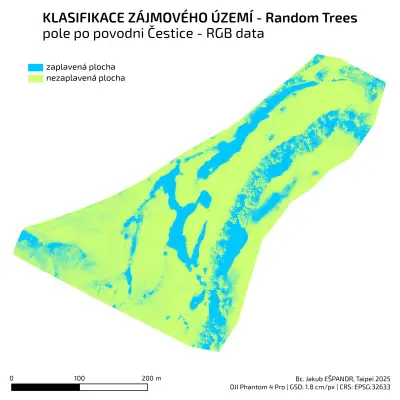 KLASIFIKACE ZÁJMOVÉHO ÚZEMÍ - Random Trees
pole po povodni Čestice - RGB data
zaplavená plocha
nezaplavená plocha
0 100 200 m
Bc. Jakub EŠPANDR, Taipei 2025
DJI Phantom 4 Pro | GSD: 1.8 cm/px | CRS: EPSG:32633